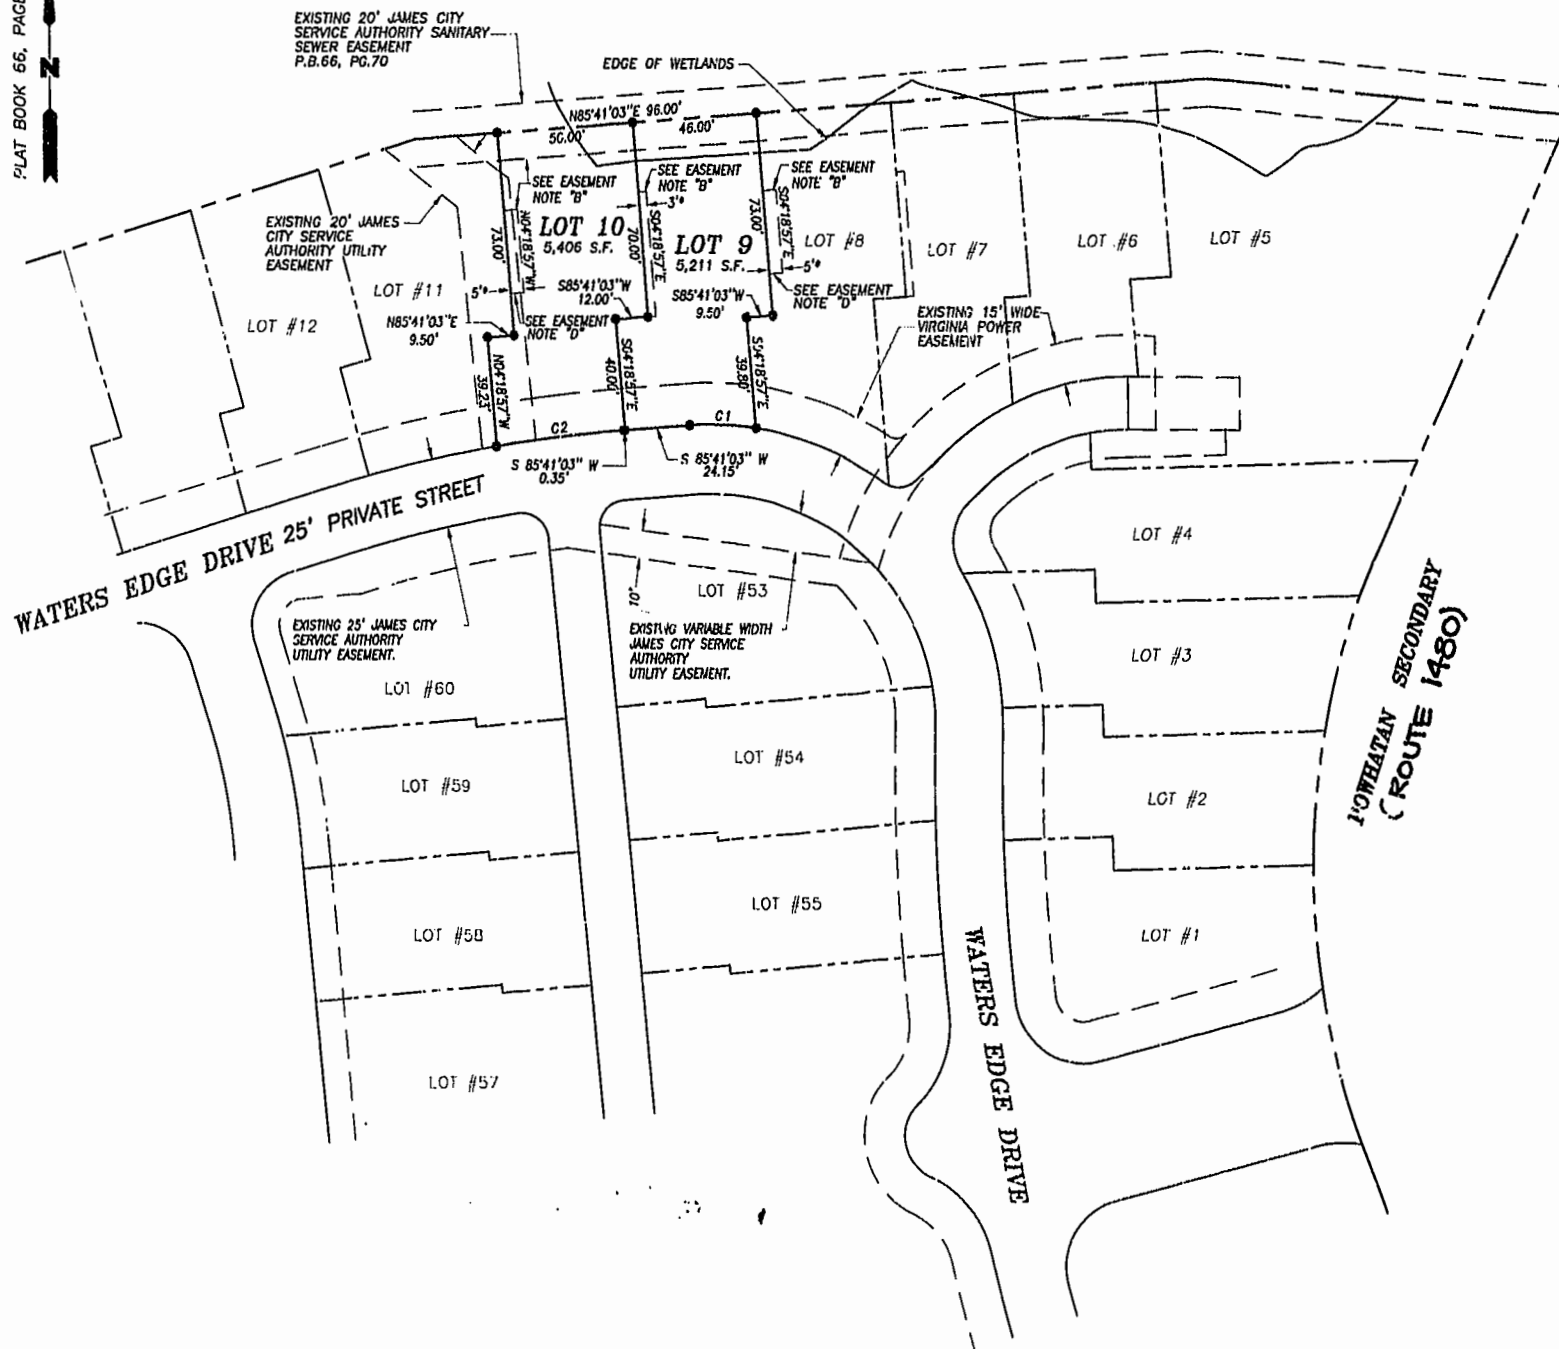 PLAT BOOK 66, PAGE
N
EXISTING 20' JAMES CITY
SERVICE AUTHORITY SANITARY
SEWER EASEMENT
P.B.66, PG.70
EDGE OF WETLANDS
N85°41'03"E 96.00'
50.00'
46.00'
SEE EASEMENT
NOTE "B"
SEE EASEMENT
NOTE "B"
SEE EASEMENT
NOTE "B"
3'±
EXISTING 20' JAMES
CITY SERVICE
AUTHORITY UTILITY
EASEMENT
73.00'
N04°18'57"W
LOT 10
5,406 S.F.
70.00'
S04°18'57"E
LOT 9
5,211 S.F.
73.00'
S04°18'57"E
5'±
LOT #8
LOT #7
LOT #6
LOT #5
LOT #11
LOT #12
5'±
S85°41'03"W
12.00'
S85°41'03"W
9.50'
SEE EASEMENT
NOTE "D"
N85°41'03"E
9.50'
SEE EASEMENT
NOTE "D"
EXISTING 15' WIDE
VIRGINIA POWER
EASEMENT
N04°18'57"W
39.23'
S04°18'57"E
40.00'
S04°18'57"E
39.80'
C2
C1
S 85°41'03" W
0.35'
S 85°41'03" W
24.15'
WATERS EDGE DRIVE 25' PRIVATE STREET
LOT #4
LOT #53
10'
EXISTING 25' JAMES CITY
SERVICE AUTHORITY
UTILITY EASEMENT.
EXISTING VARIABLE WIDTH
JAMES CITY SERVICE
AUTHORITY
UTILITY EASEMENT.
LOT #3
LOT #60
POWHATAN SECONDARY
(ROUTE 1480)
LOT #54
LOT #59
LOT #2
LOT #55
LOT #58
LOT #1
WATERS EDGE DRIVE
LOT #57